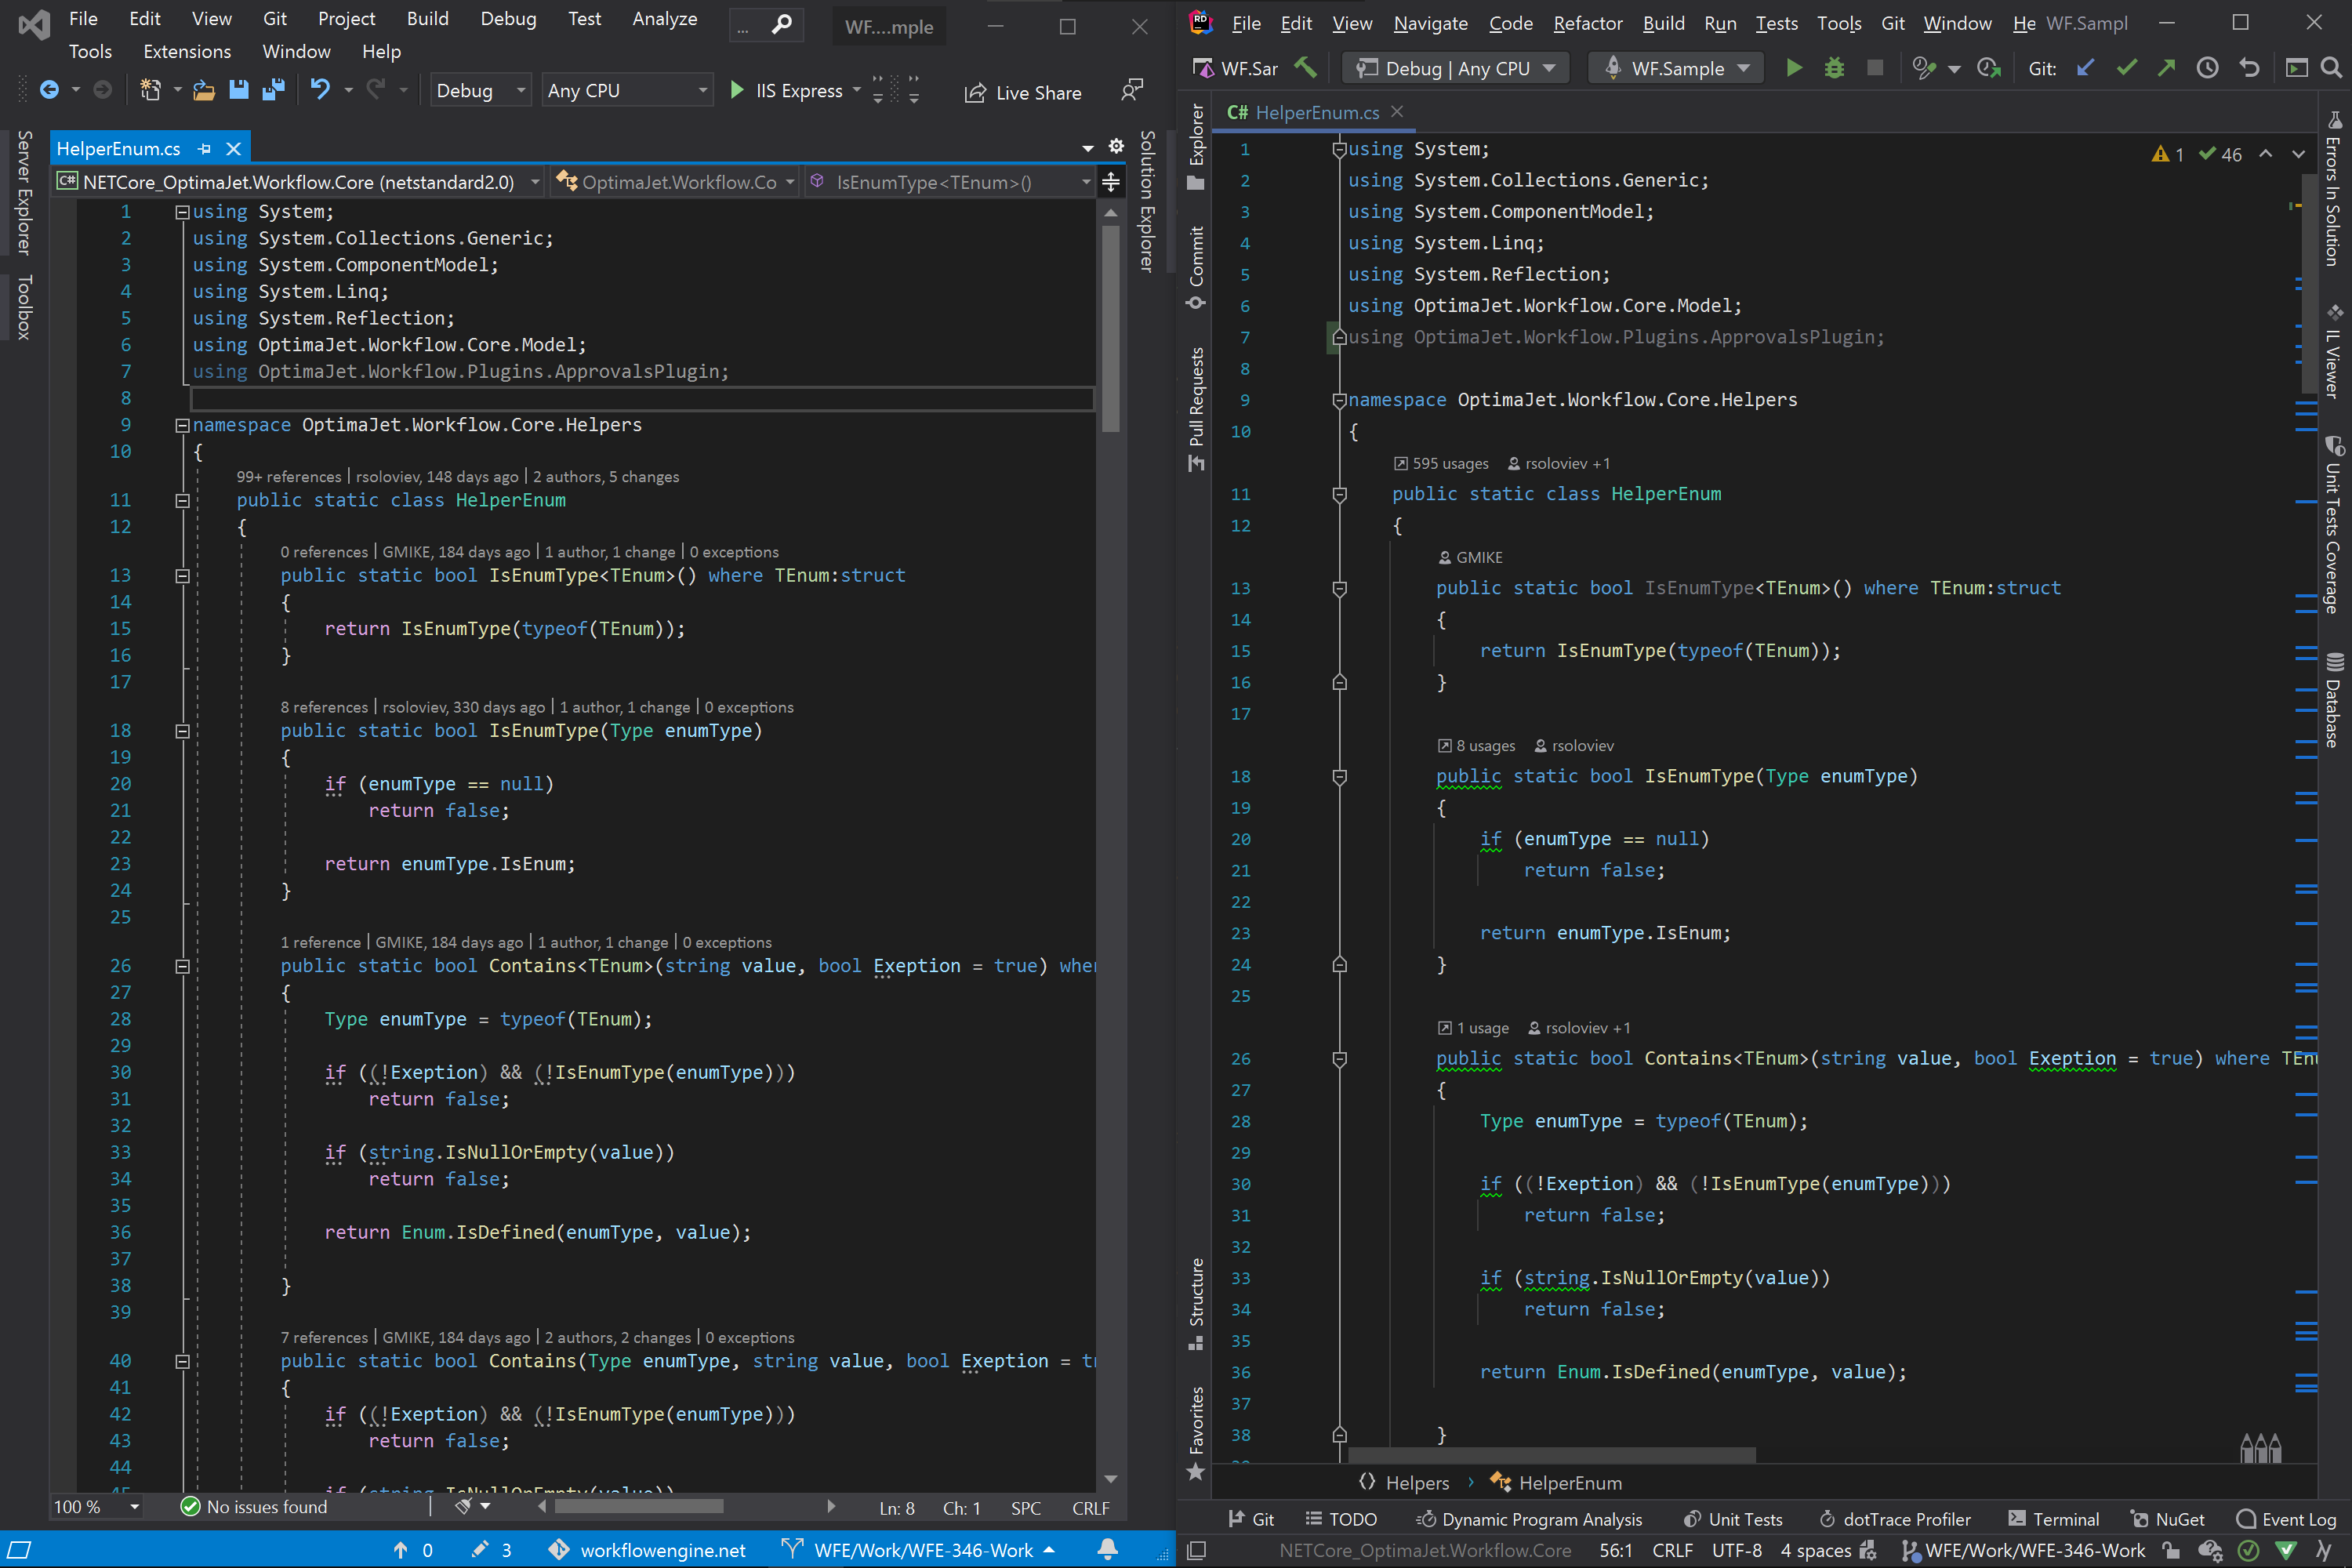 File Edit View Git Project Build Debug Test Analyze
Tools Extensions Window Help
...
WF....mple
Debug Any CPU IIS Express Live Share
Server Explorer
Toolbox
HelperEnum.cs
NETCore_OptimaJet.Workflow.Core (netstandard2.0) OptimaJet.Workflow.Co IsEnumType<TEnum>()
Solution Explorer
1 using System;
2 using System.Collections.Generic;
3 using System.ComponentModel;
4 using System.Linq;
5 using System.Reflection;
6 using OptimaJet.Workflow.Core.Model;
7 using OptimaJet.Workflow.Plugins.ApprovalsPlugin;
8
9 namespace OptimaJet.Workflow.Core.Helpers
10 {
99+ references | rsoloviev, 148 days ago | 2 authors, 5 changes
11 public static class HelperEnum
12 {
0 references | GMIKE, 184 days ago | 1 author, 1 change | 0 exceptions
13 public static bool IsEnumType<TEnum>() where TEnum:struct
14 {
15 return IsEnumType(typeof(TEnum));
16 }
17
8 references | rsoloviev, 330 days ago | 1 author, 1 change | 0 exceptions
18 public static bool IsEnumType(Type enumType)
19 {
20 if (enumType == null)
21 return false;
22
23 return enumType.IsEnum;
24 }
25
1 reference | GMIKE, 184 days ago | 1 author, 1 change | 0 exceptions
26 public static bool Contains<TEnum>(string value, bool Exeption = true) wher
27 {
28 Type enumType = typeof(TEnum);
29
30 if ((!Exeption) && (!IsEnumType(enumType)))
31 return false;
32
33 if (string.IsNullOrEmpty(value))
34 return false;
35
36 return Enum.IsDefined(enumType, value);
37
38 }
39
7 references | GMIKE, 184 days ago | 2 authors, 2 changes | 0 exceptions
40 public static bool Contains(Type enumType, string value, bool Exeption = tr
41 {
42 if ((!Exeption) && (!IsEnumType(enumType)))
43 return false;
44
45 if (string.IsNullOrEmpty(value))
100 % No issues found Ln: 8 Ch: 1 SPC CRLF
0 3 workflowengine.net WFE/Work/WFE-346-Work
RD File Edit View Navigate Code Refactor Build Run Tests Tools Git Window He WF.Sampl
WF.Sar Debug | Any CPU WF.Sample Git:
Explorer
Commit
Pull Requests
Structure
Favorites
C# HelperEnum.cs
1 46
1 using System;
2 using System.Collections.Generic;
3 using System.ComponentModel;
4 using System.Linq;
5 using System.Reflection;
6 using OptimaJet.Workflow.Core.Model;
7 using OptimaJet.Workflow.Plugins.ApprovalsPlugin;
8
9 namespace OptimaJet.Workflow.Core.Helpers
10 {
595 usages rsoloviev +1
11 public static class HelperEnum
12 {
GMIKE
13 public static bool IsEnumType<TEnum>() where TEnum:struct
14 {
15 return IsEnumType(typeof(TEnum));
16 }
17
8 usages rsoloviev
18 public static bool IsEnumType(Type enumType)
19 {
20 if (enumType == null)
21 return false;
22
23 return enumType.IsEnum;
24 }
25
1 usage rsoloviev +1
26 public static bool Contains<TEnum>(string value, bool Exeption = true) where TEnu
27 {
28 Type enumType = typeof(TEnum);
29
30 if ((!Exeption) && (!IsEnumType(enumType)))
31 return false;
32
33 if (string.IsNullOrEmpty(value))
34 return false;
35
36 return Enum.IsDefined(enumType, value);
37
38 }
Errors In Solution
IL Viewer
Unit Tests Coverage
Database
Helpers HelperEnum
Git TODO Dynamic Program Analysis Unit Tests dotTrace Profiler Terminal NuGet Event Log
NETCore_OptimaJet.Workflow.Core 56:1 CRLF UTF-8 4 spaces WFE/Work/WFE-346-Work